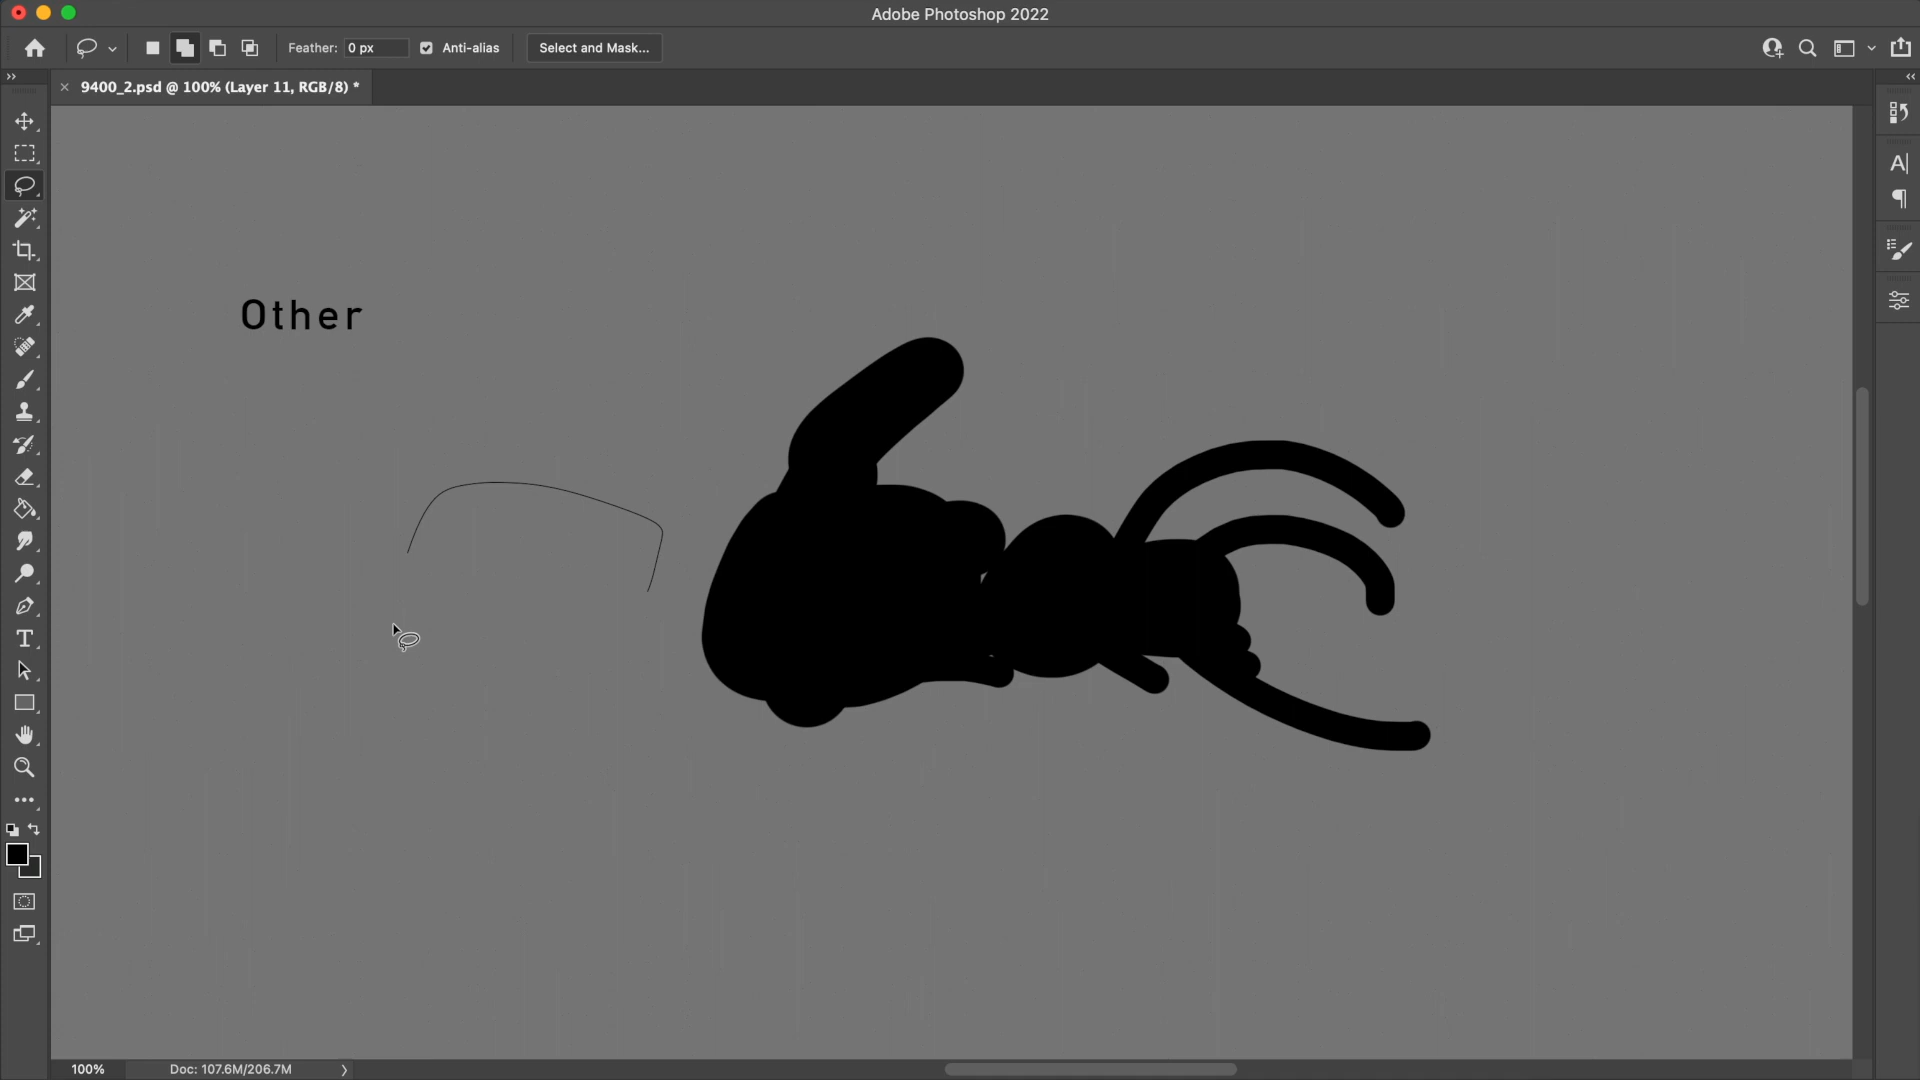 Adobe Photoshop 2022
Feather: 0 px
Anti-alias
Select and Mask...
9400_2.psd @ 100% (Layer 11, RGB/8) *
Other
100%
Doc: 107.6M/206.7M